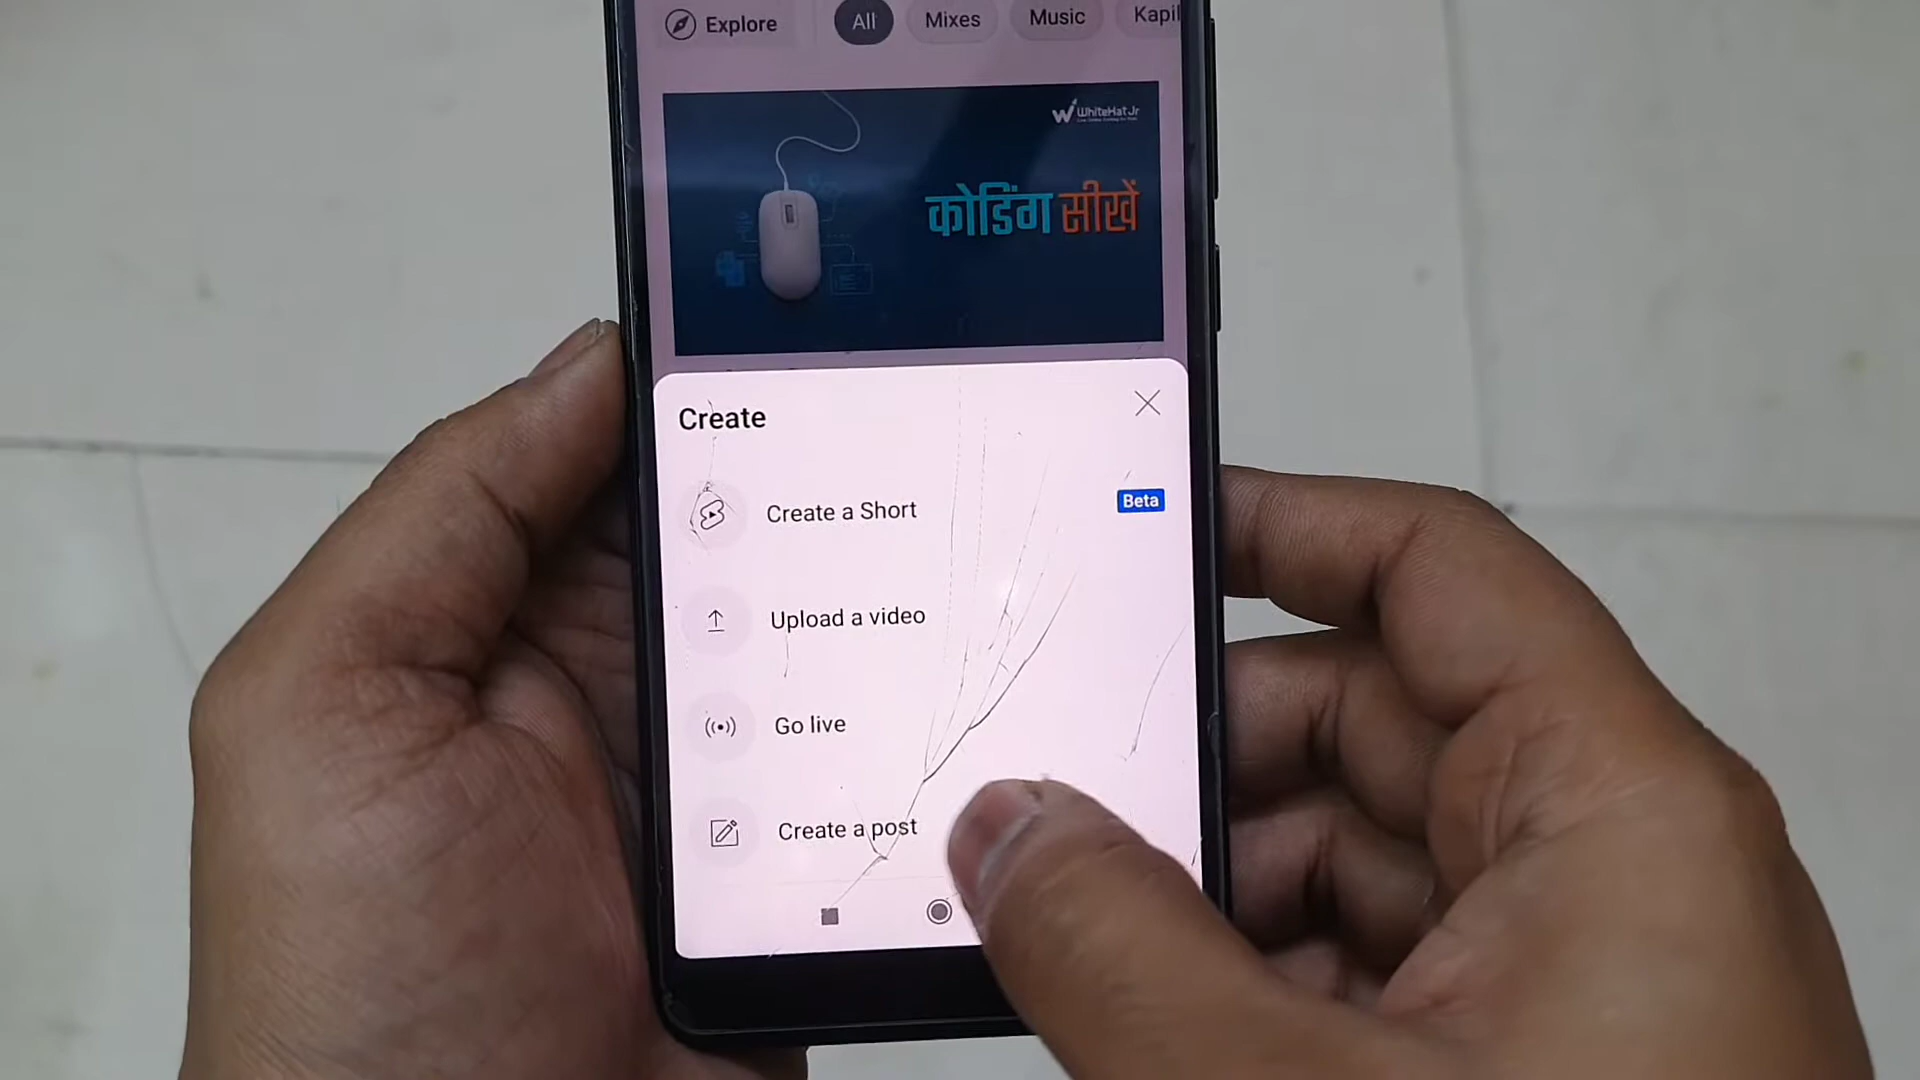 Explore
All
Mixes
Music
Kapil
WhiteHat Jr
कोडिंग सीखें
Create
Create a Short
Beta
Upload a video
Go live
Create a post